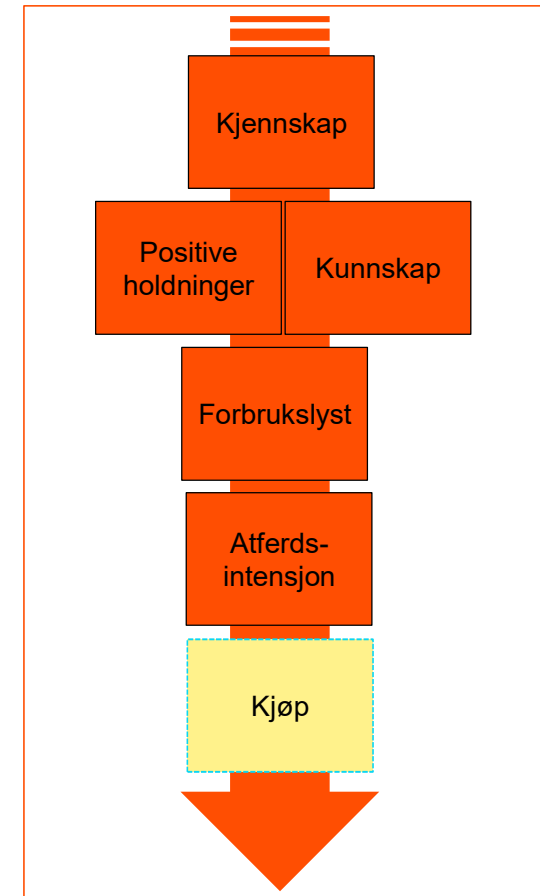 Kjennskap
Positive
holdninger
Kunnskap
Forbrukslyst
Atferds-
intensjon
Kjøp